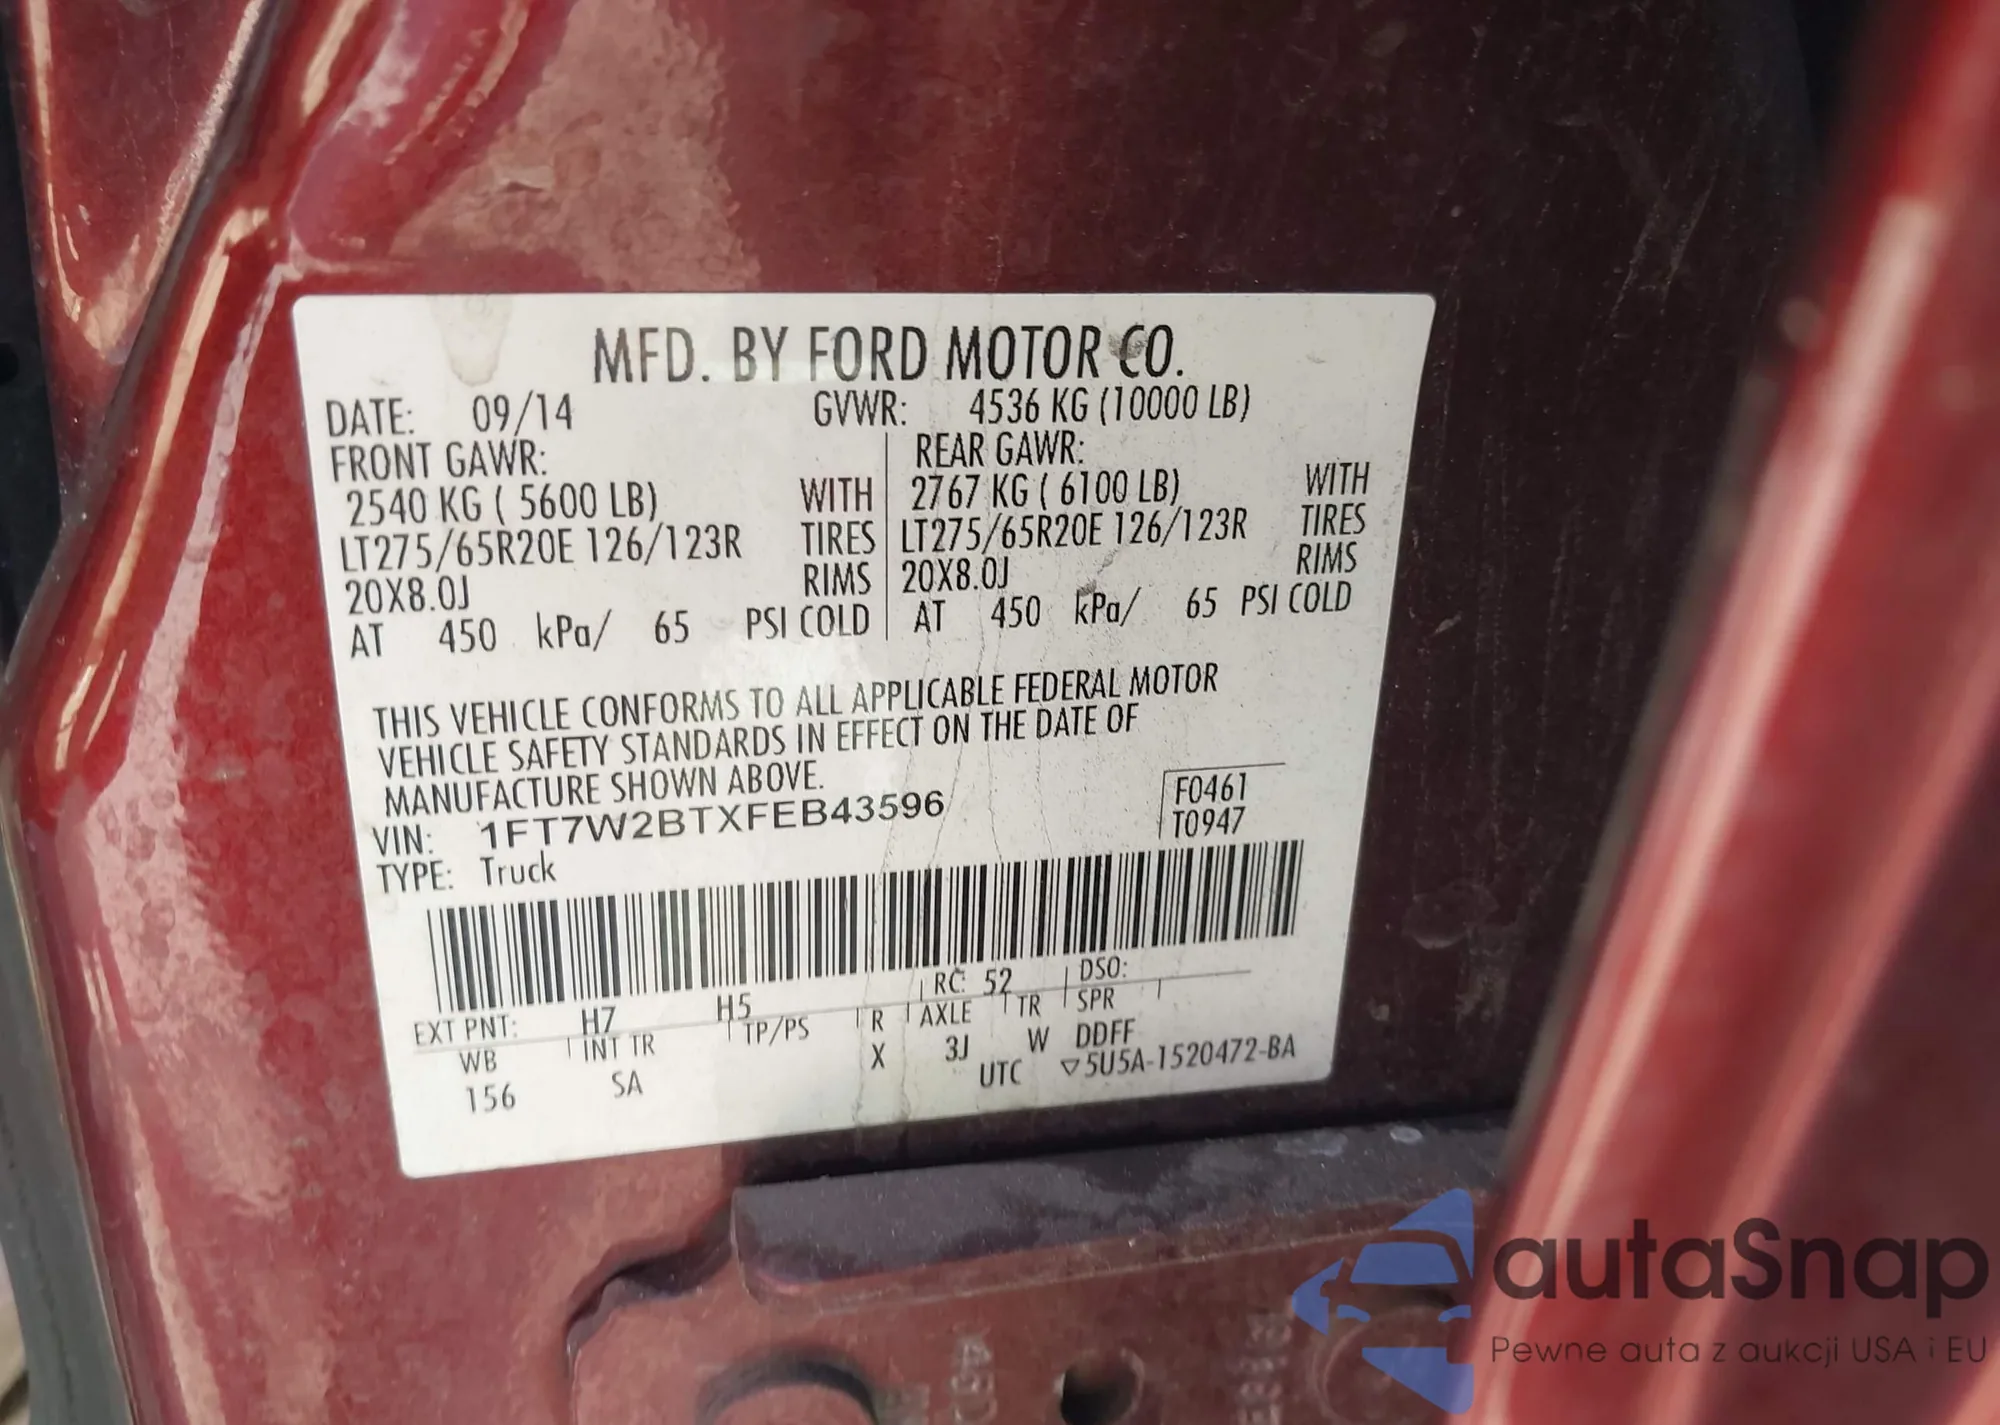 MFD. BY FORD MOTOR CO.
DATE: 09/14 GVWR: 4536 KG (10000 LB)
FRONT GAWR: REAR GAWR:
2540 KG ( 5600 LB) WITH 2767 KG ( 6100 LB) WITH
LT275/65R20E 126/123R TIRES LT275/65R20E 126/123R TIRES
20X8.0J RIMS 20X8.0J RIMS
AT 450 kPa/ 65 PSI COLD AT 450 kPa/ 65 PSI COLD
THIS VEHICLE CONFORMS TO ALL APPLICABLE FEDERAL MOTOR
VEHICLE SAFETY STANDARDS IN EFFECT ON THE DATE OF
MANUFACTURE SHOWN ABOVE.
VIN: 1FT7W2BTXFEB43596 F0461
TYPE: Truck T0947
EXT PNT: H7 H5 RC: 52 DSO:
WB INT TR TP/PS R AXLE TR SPR
156 SA X 3J W DDFF
UTC ▽5U5A-1520472-BA
autaSnap
Pewne auta z aukcji USA i EU